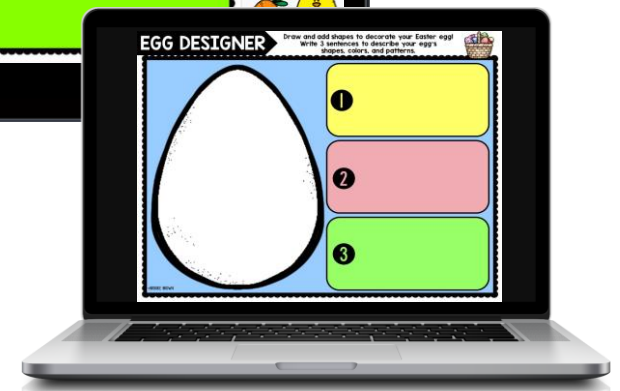 EGG DESIGNER
Draw and add shapes to decorate your Easter egg!
Write 3 sentences to describe your egg's
shapes, colors, and patterns.
1
2
3